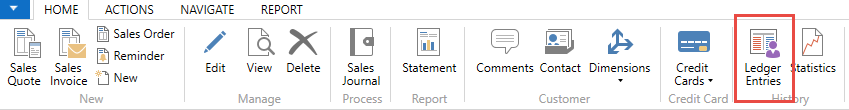 HOME ACTIONS NAVIGATE REPORT
Sales Quote
Sales Invoice
Sales Order
Reminder
New
New
Edit
View
Delete
Manage
Sales Journal
Process
Statement
Report
Comments
Contact
Dimensions
Customer
Credit Cards
Credit Card
Ledger Entries
Statistics
History